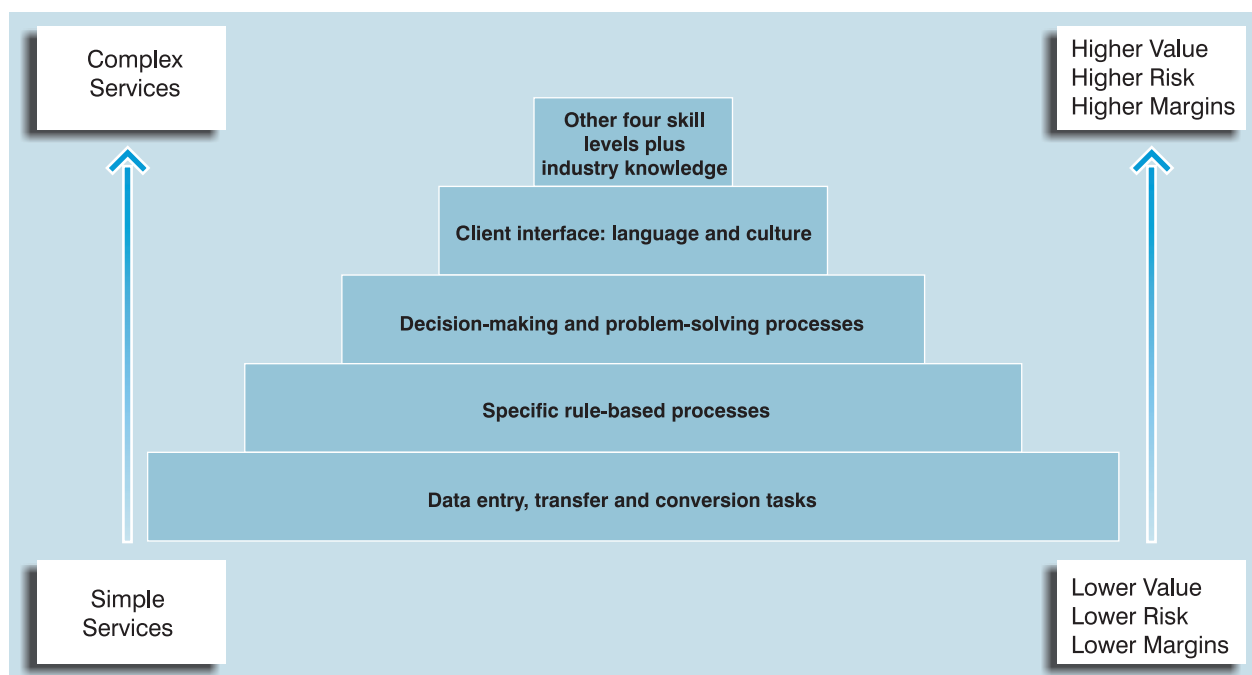 Complex
Services
Higher Value
Higher Risk
Higher Margins
Other four skill
levels plus
industry knowledge
Client interface: language and culture
Decision-making and problem-solving processes
Specific rule-based processes
Data entry, transfer and conversion tasks
Simple
Services
Lower Value
Lower Risk
Lower Margins